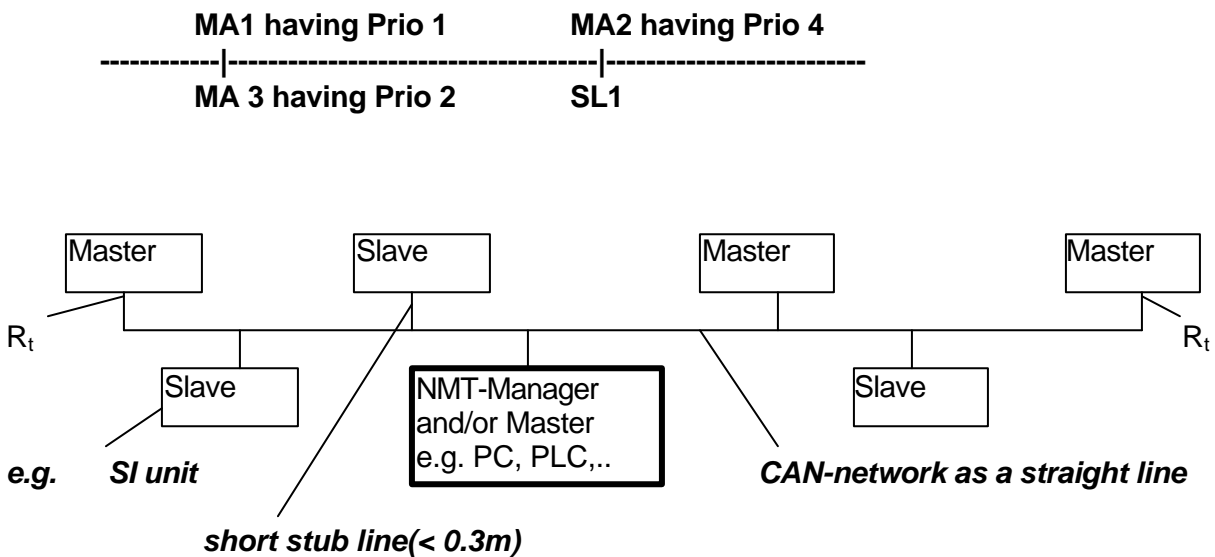 MA1 having Prio 1 MA2 having Prio 4
------------|-------------------------------------|--------------------------
MA 3 having Prio 2 SL1
Master Slave Master Master
Rt Rt
Slave NMT-Manager and/or Master e.g. PC, PLC,.. Slave
e.g. SI unit CAN-network as a straight line
short stub line(< 0.3m)